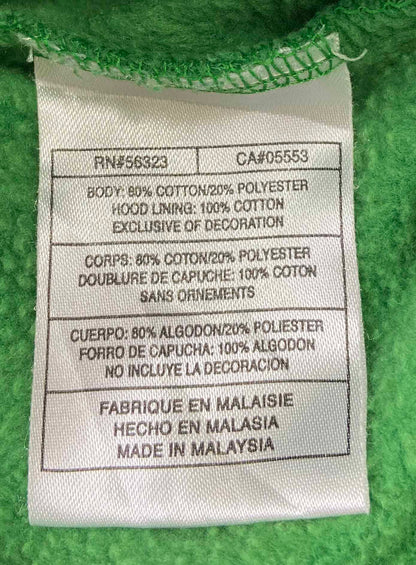 RN#56323 CA#05553
BODY: 80% COTTON/20% POLYESTER
HOOD LINING: 100% COTTON
EXCLUSIVE OF DECORATION
CORPS: 80% COTON/20% POLYESTER
DOUBLURE DE CAPUCHE: 100% COTON
SANS ORNEMENTS
CUERPO: 80% ALGODON/20% POLIESTER
FORRO DE CAPUCHA: 100% ALGODON
NO INCLUYE LA DECORACION
FABRIQUE EN MALAISIE
HECHO EN MALASIA
MADE IN MALAYSIA